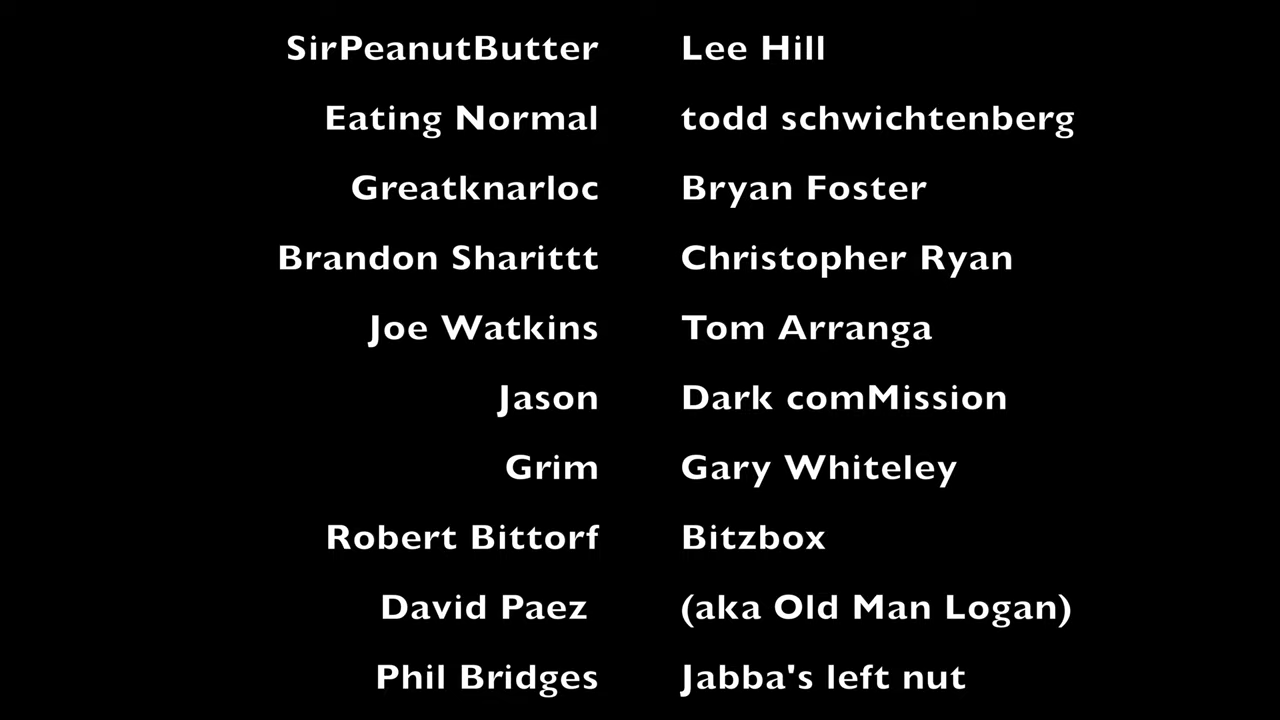 SirPeanutButter Lee Hill
Eating Normal todd schwichtenberg
Greatknarloc Bryan Foster
Brandon Sharittt Christopher Ryan
Joe Watkins Tom Arranga
Jason Dark comMission
Grim Gary Whiteley
Robert Bittorf Bitzbox
David Paez (aka Old Man Logan)
Phil Bridges Jabba's left nut